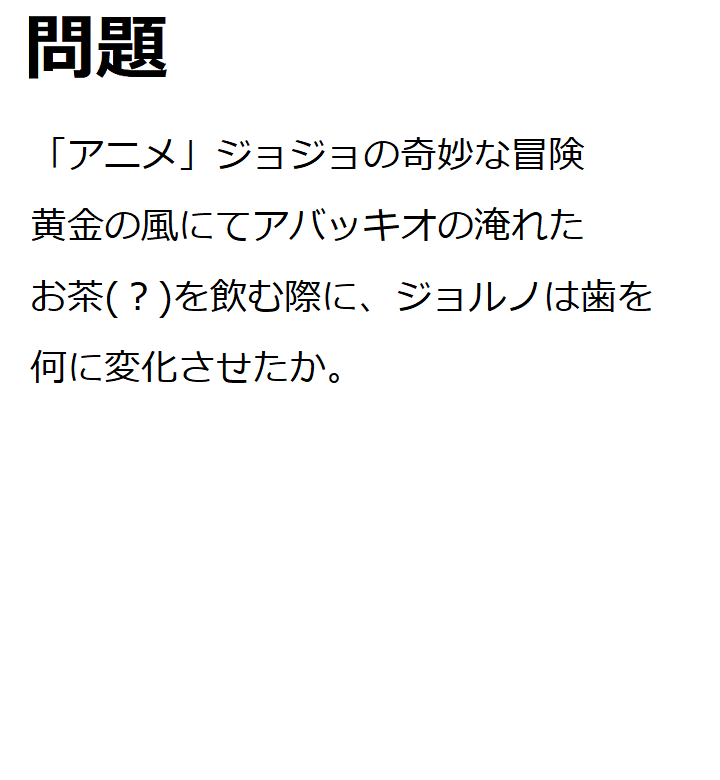 問題
「アニメ」ジョジョの奇妙な冒険
黄金の風にてアバッキオの淹れた
お茶(？)を飲む際に、ジョルノは歯を
何に変化させたか。